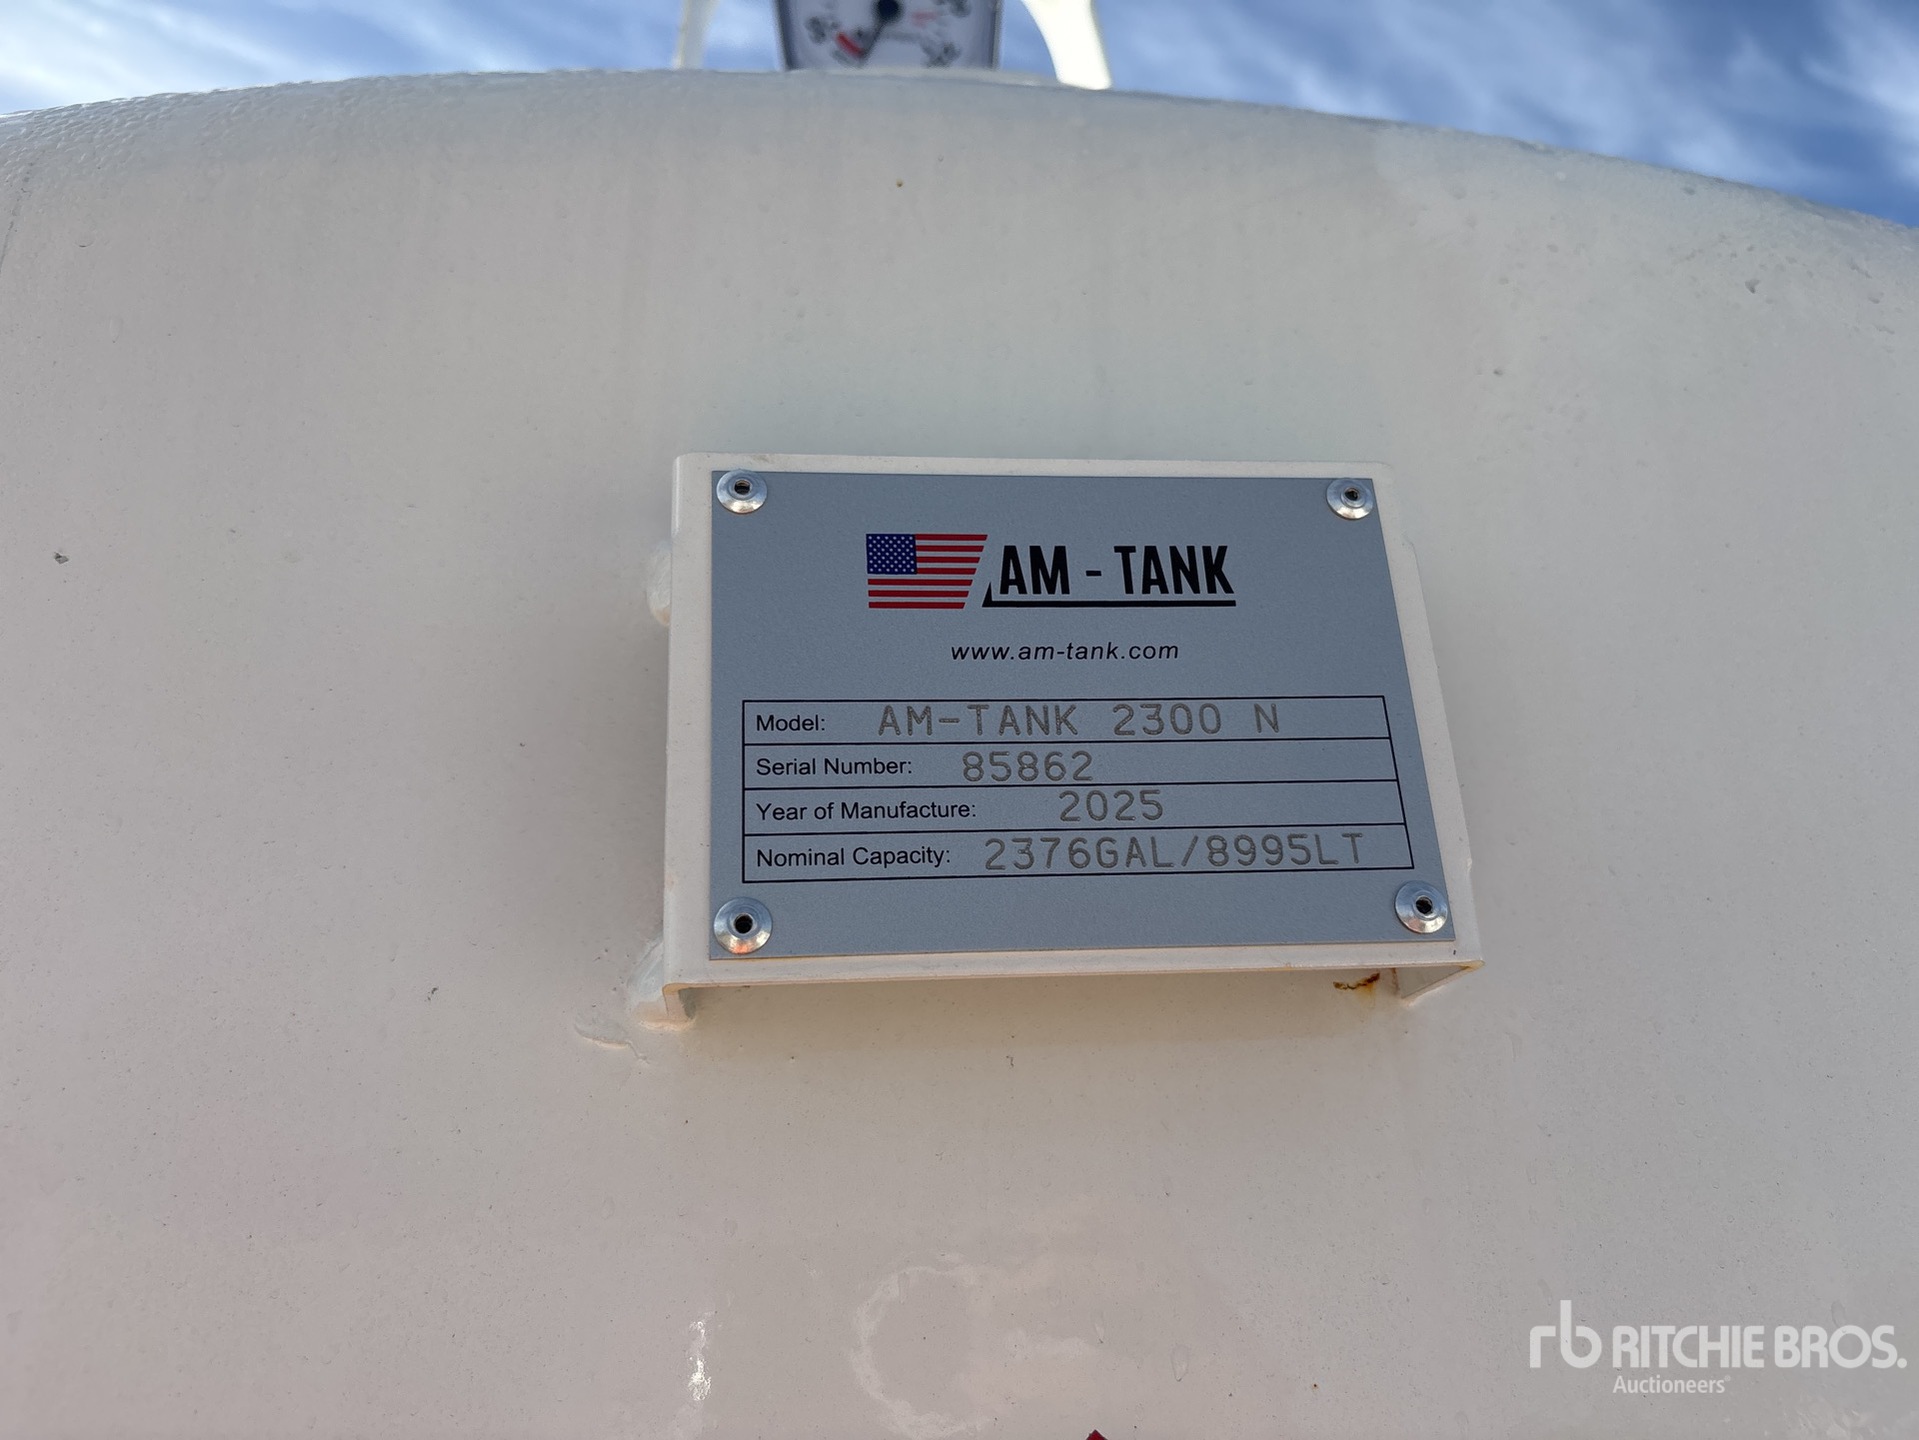 AM - TANK
www.am-tank.com
Model: AM-TANK 2300 N
Serial Number: 85862
Year of Manufacture: 2025
Nominal Capacity: 2376GAL/8995LT
rb RITCHIE BROS.
Auctioneers